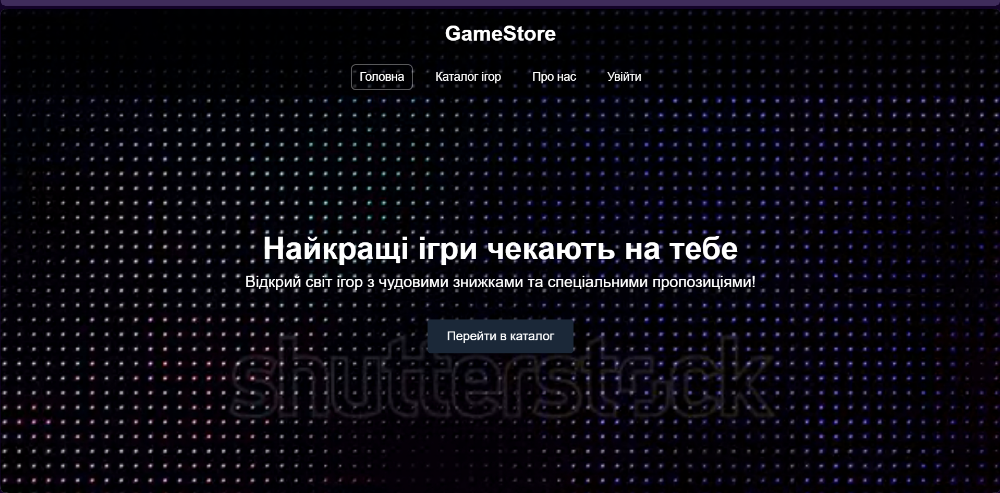 GameStore
Головна Каталог ігор Про нас Увійти
Найкращі ігри чекають на тебе
Відкрий світ ігор з чудовими знижками та спеціальними пропозиціями!
Перейти в каталог
shutterstock